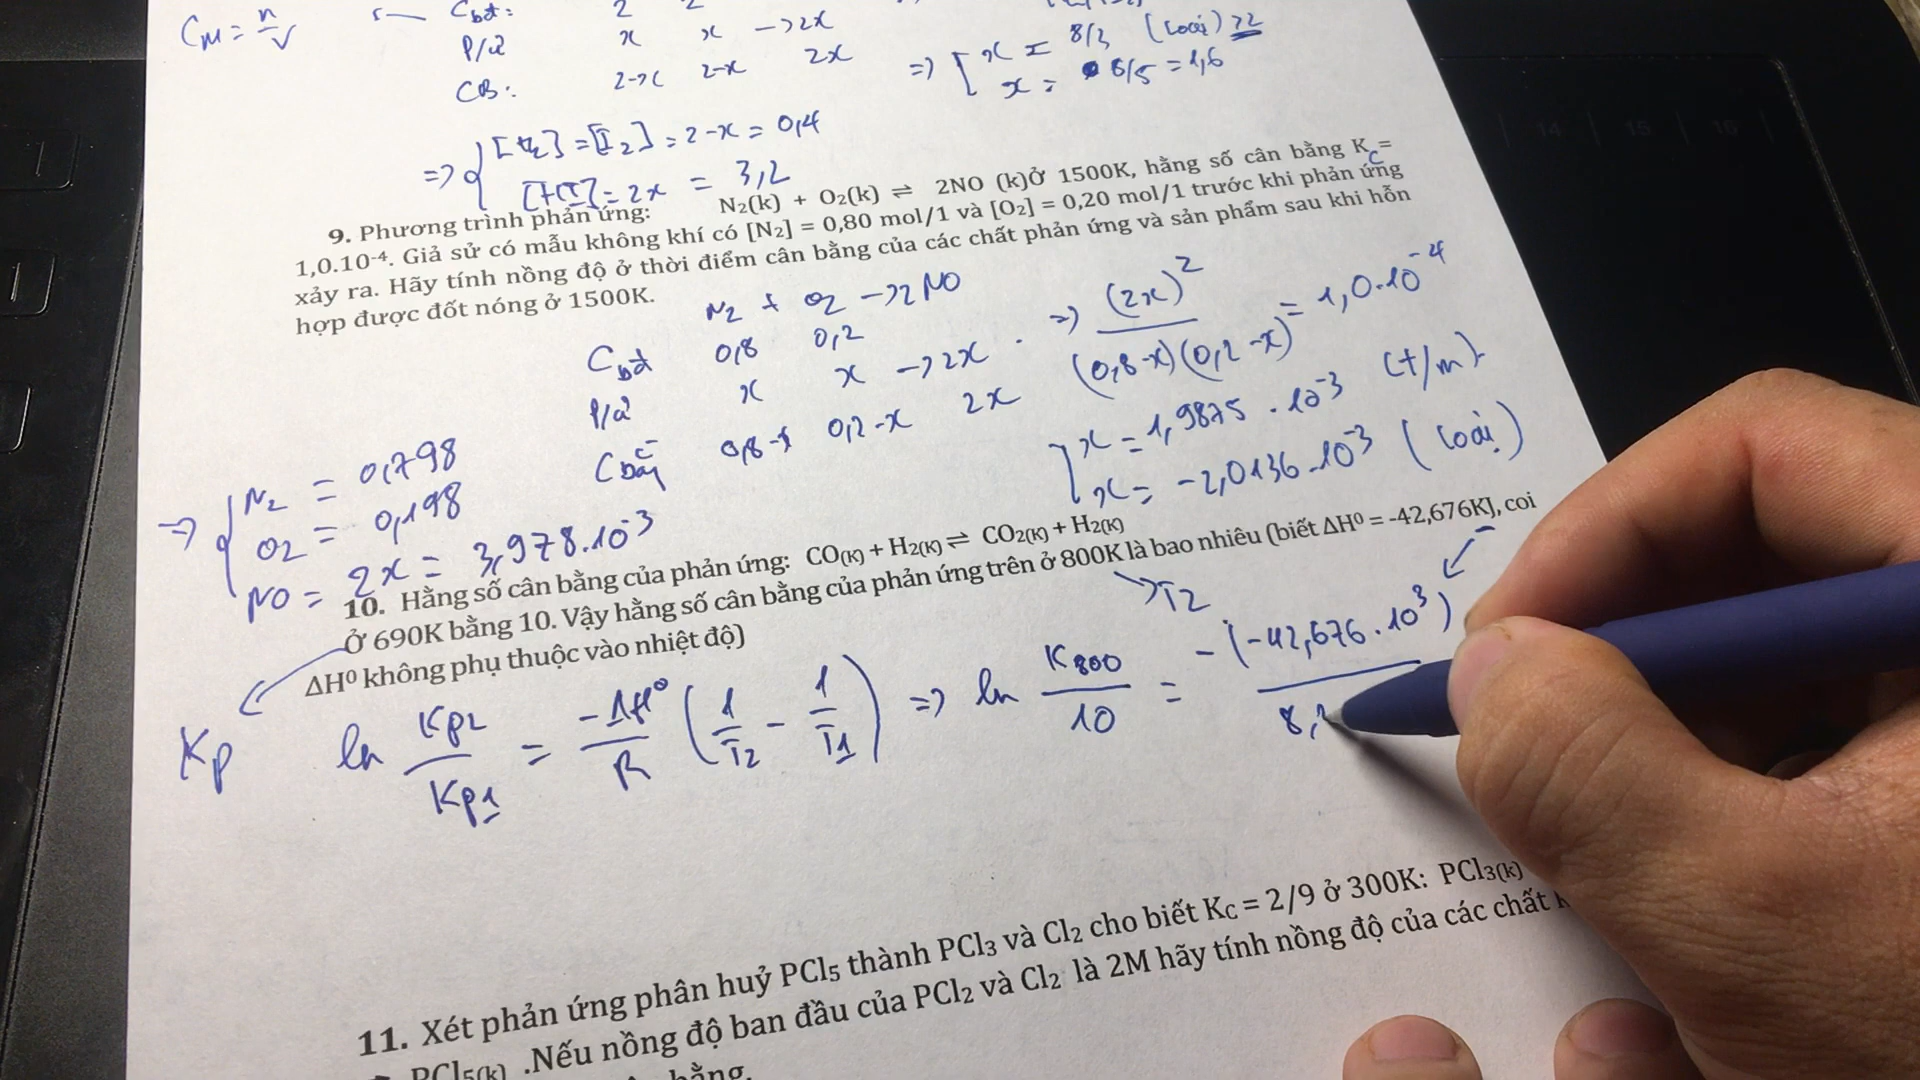 C_M = n/V
C_bđ: 2 2
P/ứ x x -> 2x
CB: 2-x 2-x 2x
=> [ x = 8/3 (loại) >2
x = 8/5 = 1,6
=> { [H2] = [I2] = 2-x = 0,4
[HI] = 2x = 3,2
9. Phương trình phản ứng: N2(k) + O2(k) ⇌ 2NO (k)Ở 1500K, hằng số cân bằng K_C =
1,0.10⁻⁴. Giả sử có mẫu không khí có [N2] = 0,80 mol/1 và [O2] = 0,20 mol/1 trước khi phản ứng
xảy ra. Hãy tính nồng độ ở thời điểm cân bằng của các chất phản ứng và sản phẩm sau khi hỗn
hợp được đốt nóng ở 1500K.
N2 + O2 -> 2NO
C_bđ 0,8 0,2
P/ứ x x -> 2x
C_bằng 0,8-x 0,2-x 2x
=> (2x)² / (0,8-x)(0,2-x) = 1,0.10⁻⁴
[ x = 1,9875 . 10⁻³ (t/m)
x = -2,0136 . 10⁻³ (loại)
=> { N2 = 0,798
O2 = 0,198
NO = 2x = 3,978.10⁻³
10. Hằng số cân bằng của phản ứng: CO(K) + H2(K) ⇌ CO2(K) + H2(K)
Ở 690K bằng 10. Vậy hằng số cân bằng của phản ứng trên ở 800K là bao nhiêu (biết ΔH⁰ = -42,676KJ, coi
ΔH⁰ không phụ thuộc vào nhiệt độ)
-> T2
Kp ln Kp2/Kp1 = -ΔH°/R (1/T2 - 1/T1) => ln K800/10 = -(-42,676.10³) / 8,
11. Xét phản ứng phân huỷ PCl5 thành PCl3 và Cl2 cho biết KC = 2/9 ở 300K: PCl3(k)
PCl5(k) .Nếu nồng độ ban đầu của PCl2 và Cl2 là 2M hãy tính nồng độ của các chất
bằng.
14 15 16